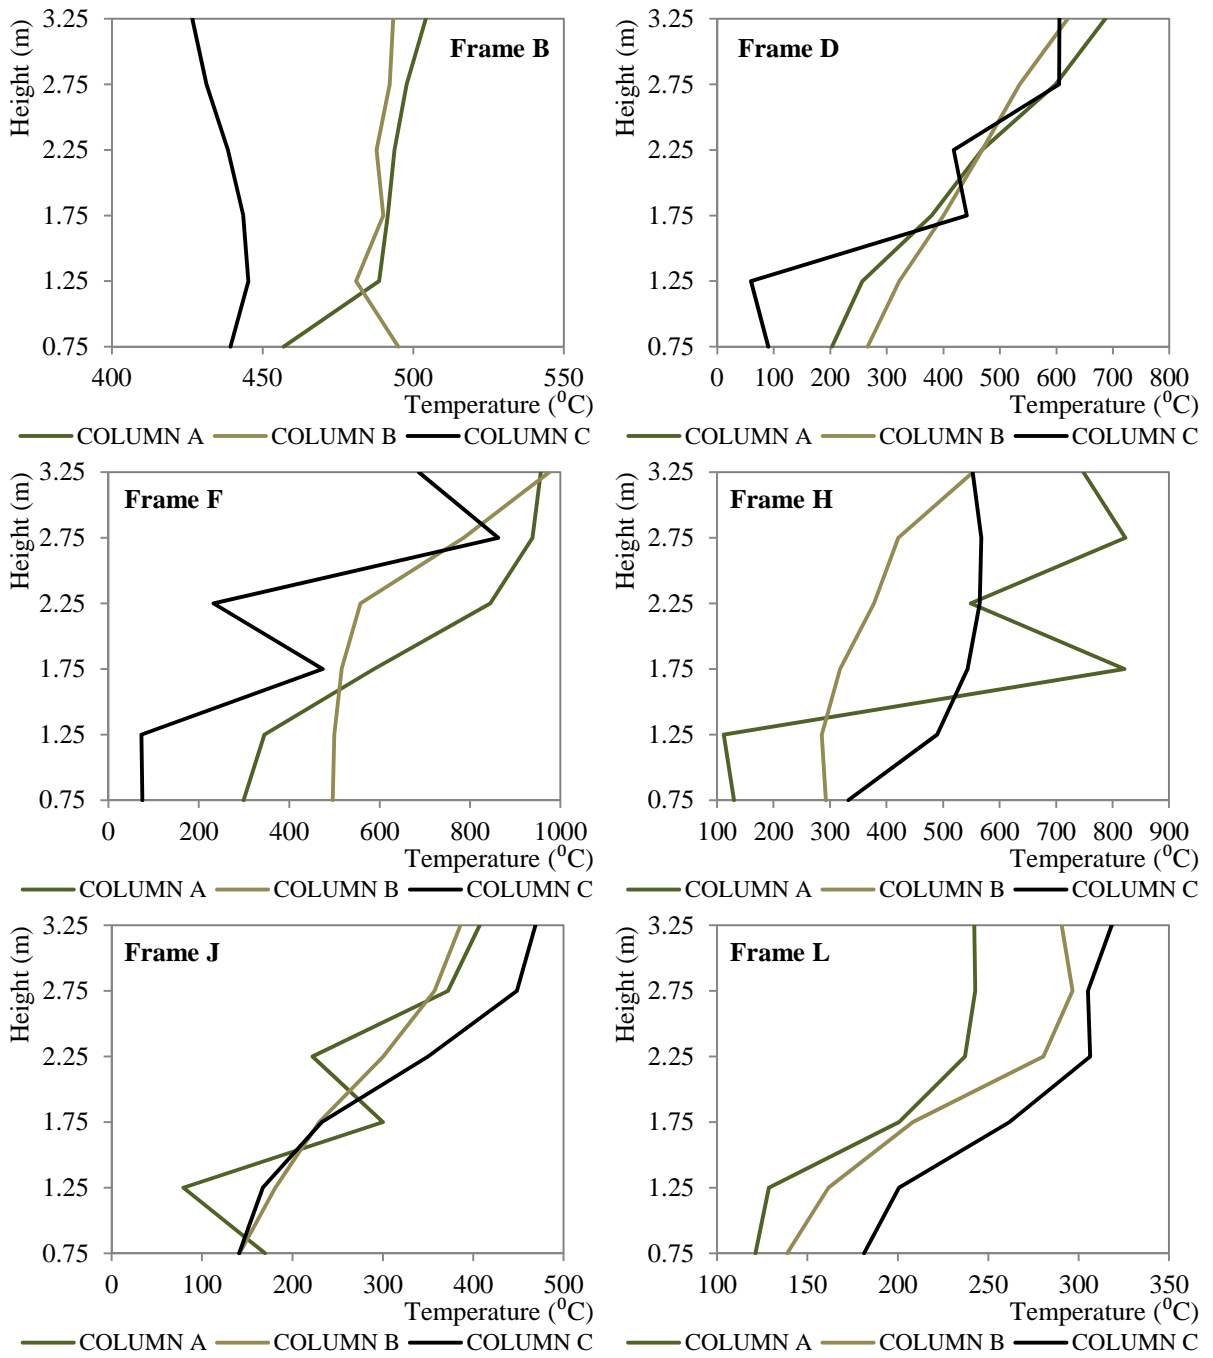 Frame B
Height (m)
3.25
2.75
2.25
1.75
1.25
0.75
400 450 500 550
Temperature (⁰C)
COLUMN A COLUMN B COLUMN C
Frame D
Height (m)
3.25
2.75
2.25
1.75
1.25
0.75
0 100 200 300 400 500 600 700 800
Temperature (⁰C)
COLUMN A COLUMN B COLUMN C
Frame F
Height (m)
3.25
2.75
2.25
1.75
1.25
0.75
0 200 400 600 800 1000
Temperature (⁰C)
COLUMN A COLUMN B COLUMN C
Frame H
Height (m)
3.25
2.75
2.25
1.75
1.25
0.75
100 200 300 400 500 600 700 800 900
Temperature (⁰C)
COLUMN A COLUMN B COLUMN C
Frame J
Height (m)
3.25
2.75
2.25
1.75
1.25
0.75
0 100 200 300 400 500
Temperature (⁰C)
COLUMN A COLUMN B COLUMN C
Frame L
Height (m)
3.25
2.75
2.25
1.75
1.25
0.75
100 150 200 250 300 350
Temperature (⁰C)
COLUMN A COLUMN B COLUMN C